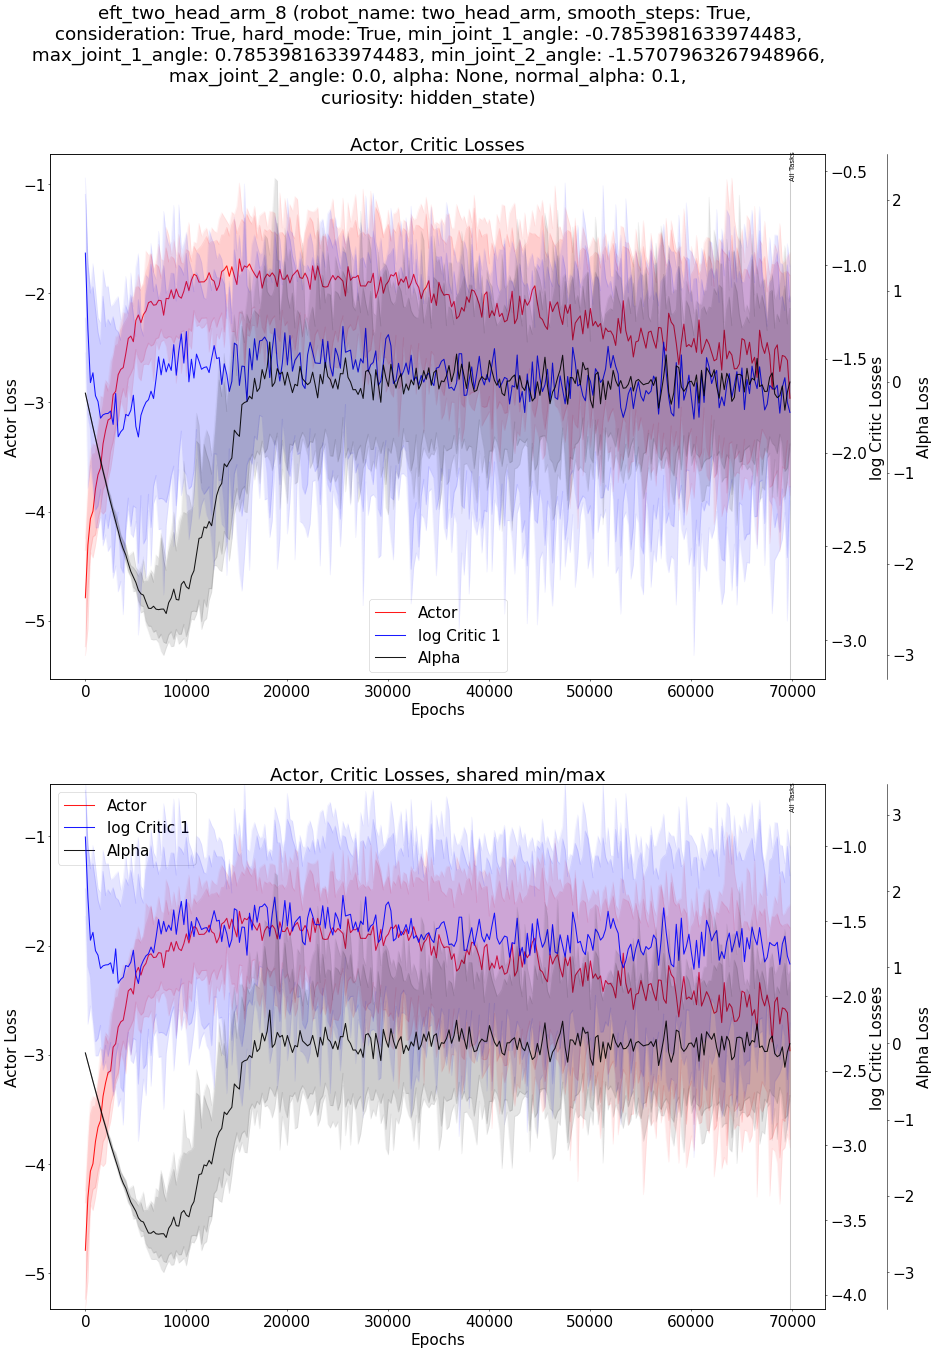 eft_two_head_arm_8 (robot_name: two_head_arm, smooth_steps: True,
consideration: True, hard_mode: True, min_joint_1_angle: -0.7853981633974483,
max_joint_1_angle: 0.7853981633974483, min_joint_2_angle: -1.5707963267948966,
max_joint_2_angle: 0.0, alpha: None, normal_alpha: 0.1,
curiosity: hidden_state)
Actor, Critic Losses
All Tasks
−1
−2
−3
−4
−5
Actor Loss
−0.5
−1.0
−1.5
−2.0
−2.5
−3.0
log Critic Losses
2
1
0
−1
−2
−3
Alpha Loss
Actor
log Critic 1
Alpha
0 10000 20000 30000 40000 50000 60000 70000
Epochs
Actor, Critic Losses, shared min/max
All Tasks
Actor
log Critic 1
Alpha
−1
−2
−3
−4
−5
Actor Loss
−1.0
−1.5
−2.0
−2.5
−3.0
−3.5
−4.0
log Critic Losses
3
2
1
0
−1
−2
−3
Alpha Loss
0 10000 20000 30000 40000 50000 60000 70000
Epochs